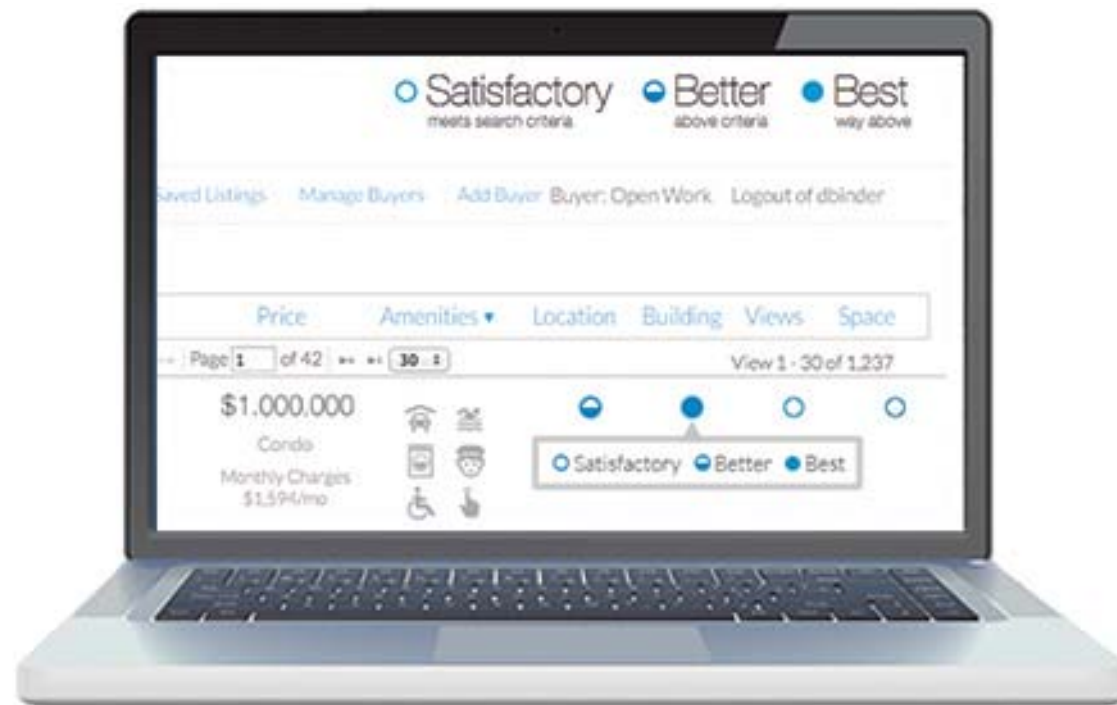 Satisfactory Better Best
meets search criteria above criteria way above
Saved Listings Manage Buyers Add Buyer Buyer: Open Work Logout of dbinder
Price Amenities ▾ Location Building Views Space
Page 1 of 42 30 View 1 - 30 of 1,237
$1.000.000
Condo
Monthly Charges
$1,594/mo
Satisfactory Better Best